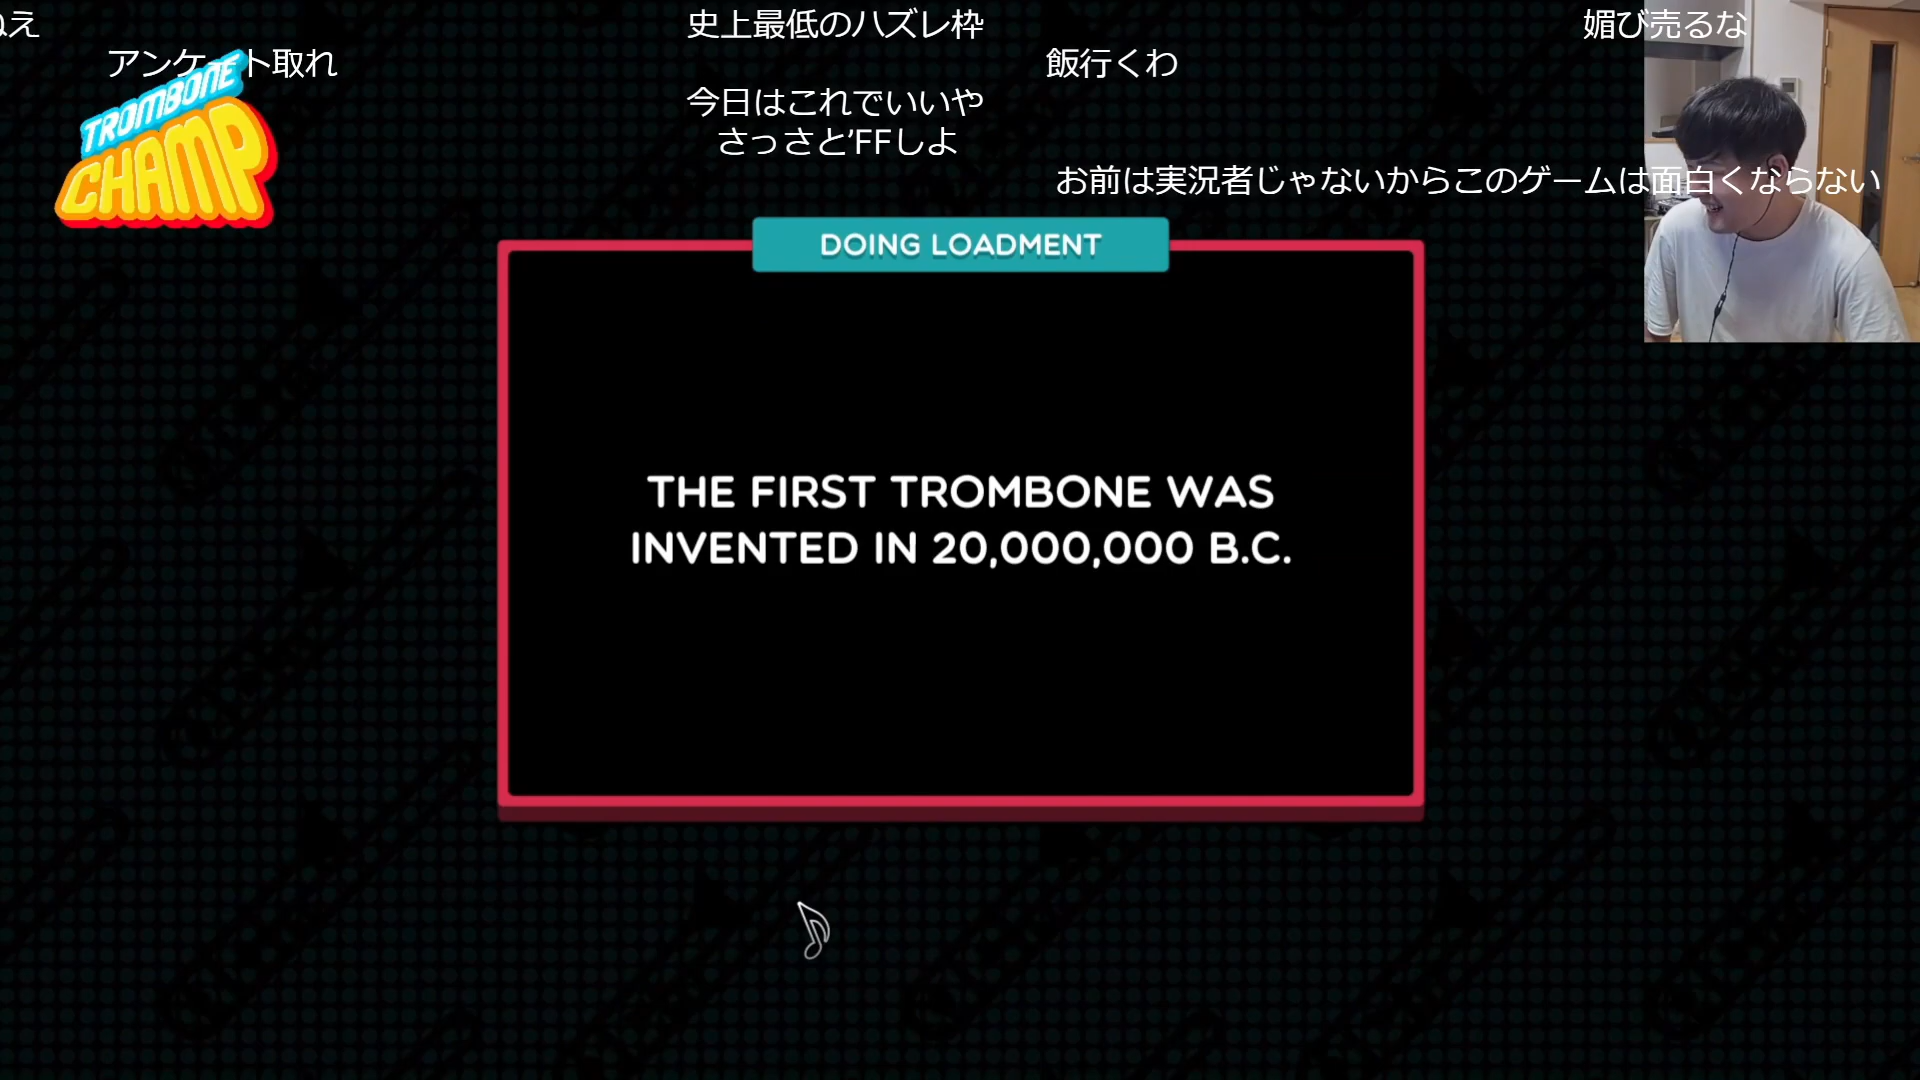 ねえ
史上最低のハズレ枠
媚び売るな
アンケート取れ
飯行くわ
TROMBONE
CHAMP
今日はこれでいいや
さっさと'FFしよ
お前は実況者じゃないからこのゲームは面白くならない
DOING LOADMENT
THE FIRST TROMBONE WAS
INVENTED IN 20,000,000 B.C.